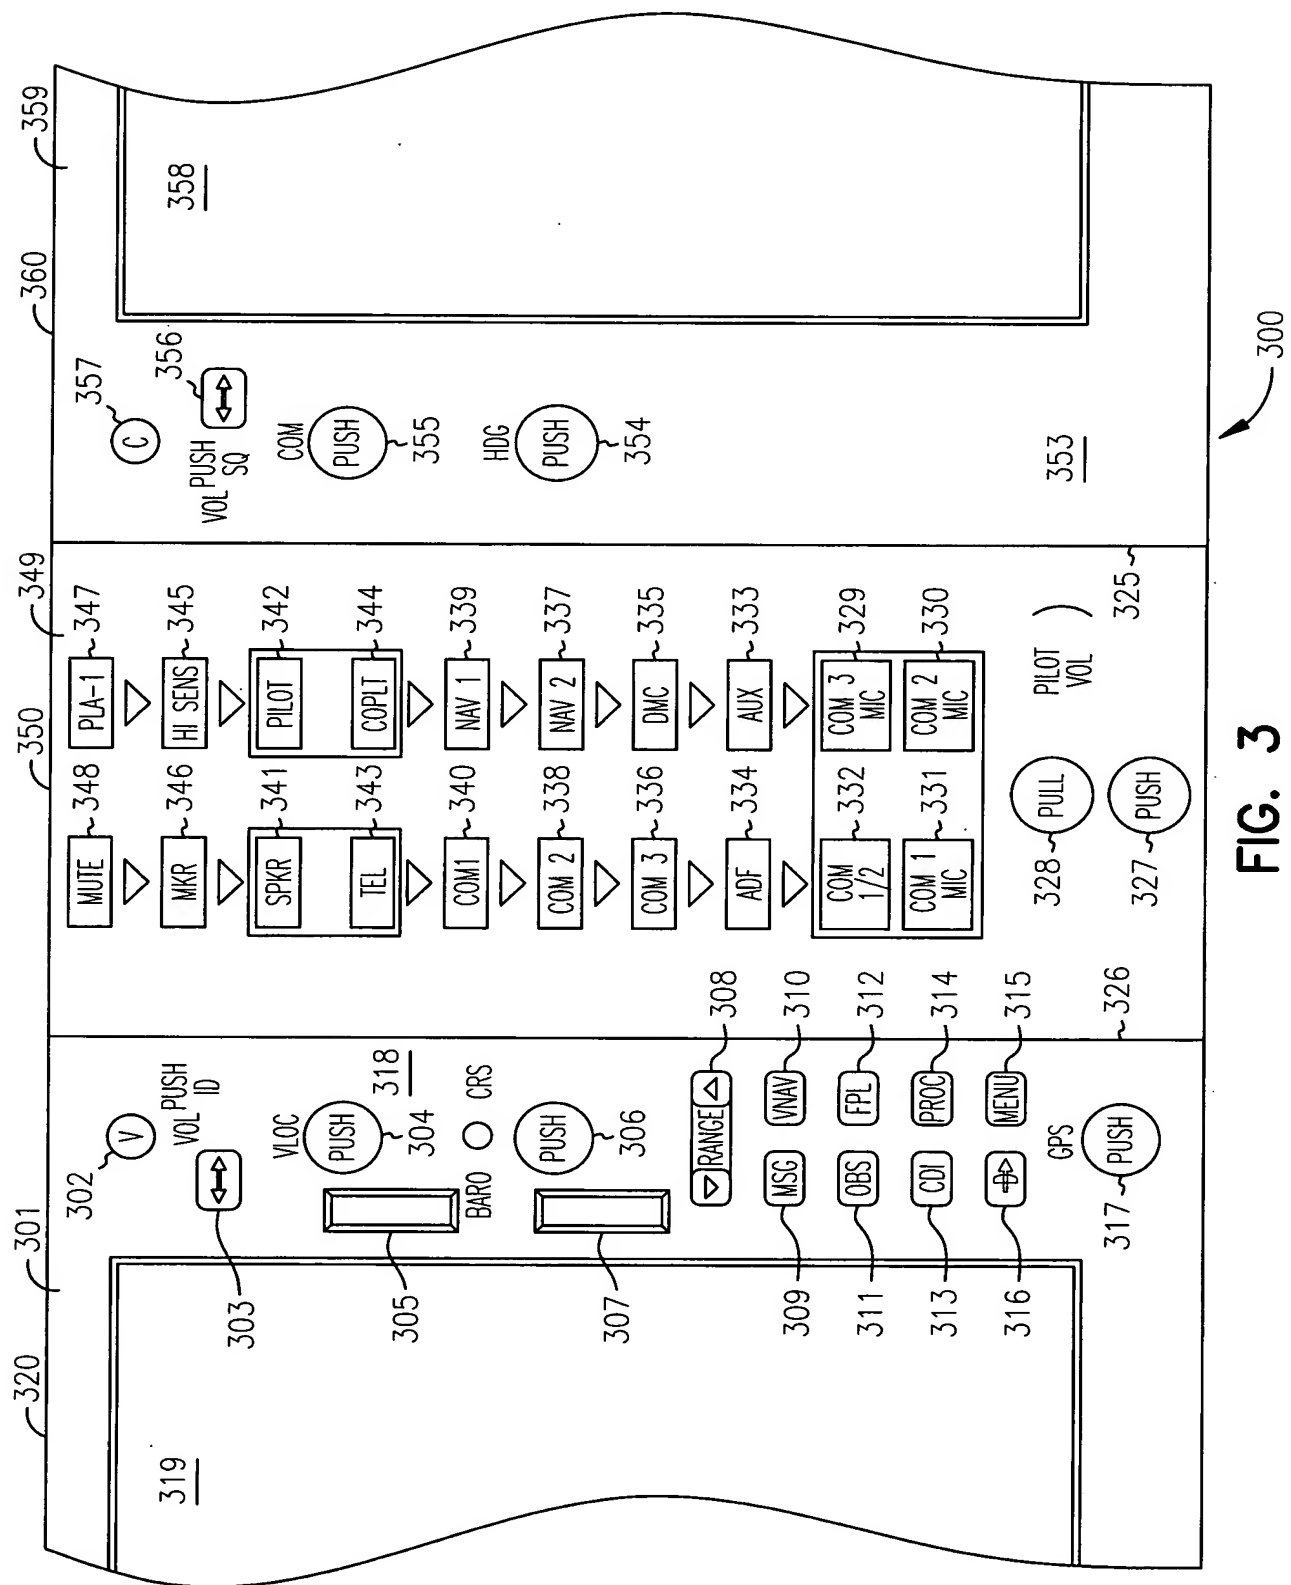 320
301
350
349
360
359
302
V
VOL PUSH ID
303
VLOC
PUSH
304
318
305
BARO
CRS
PUSH
306
307
RANGE
308
MSG
VNAV
309
310
OBS
FPL
311
312
CDI
PROC
313
314
MENU
316
315
GPS
PUSH
317
319
MUTE
348
PLA-1
347
MKR
346
HI SENS
345
SPKR
341
PILOT
342
TEL
343
COPLT
344
COM1
340
NAV 1
339
COM 2
338
NAV 2
337
COM 3
336
DMC
335
ADF
334
AUX
333
COM 1/2
332
COM 3 MIC
329
COM 1 MIC
331
COM 2 MIC
330
PULL
328
PILOT VOL
PUSH
327
326
325
C
357
VOL PUSH SQ
356
COM
PUSH
355
HDG
PUSH
354
353
358
300
FIG. 3